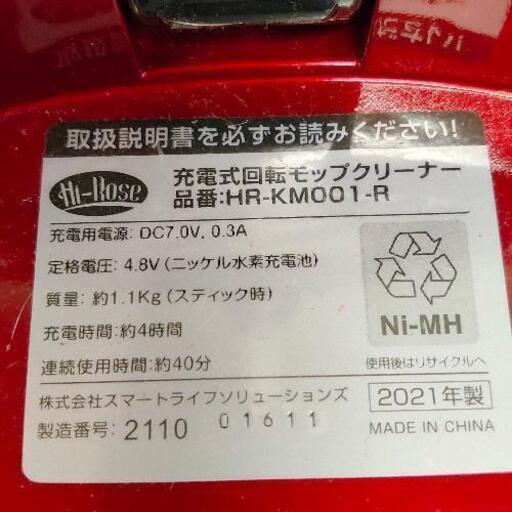 取扱説明書を必ずお読みください!
Hi-Rose
充電式回転モップクリーナー
品番:HR-KM001-R
充電用電源: DC7.0V, 0.3A
定格電圧: 4.8V(ニッケル水素充電池)
質量: 約1.1Kg(スティック時)
充電時間:約4時間
連続使用時間:約40分
Ni-MH
使用後はリサイクルへ
株式会社スマートライフソリューションズ
製造番号: 2110 01611
2021年製
MADE IN CHINA